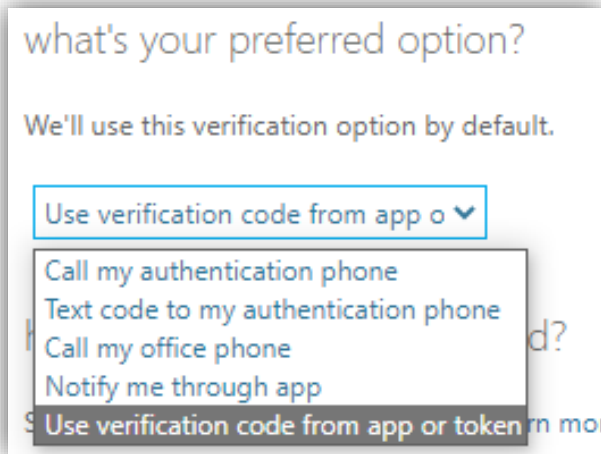 what's your preferred option?
We'll use this verification option by default.
Use verification code from app o
Call my authentication phone
Text code to my authentication phone
Call my office phone
d?
Notify me through app
Use verification code from app or token